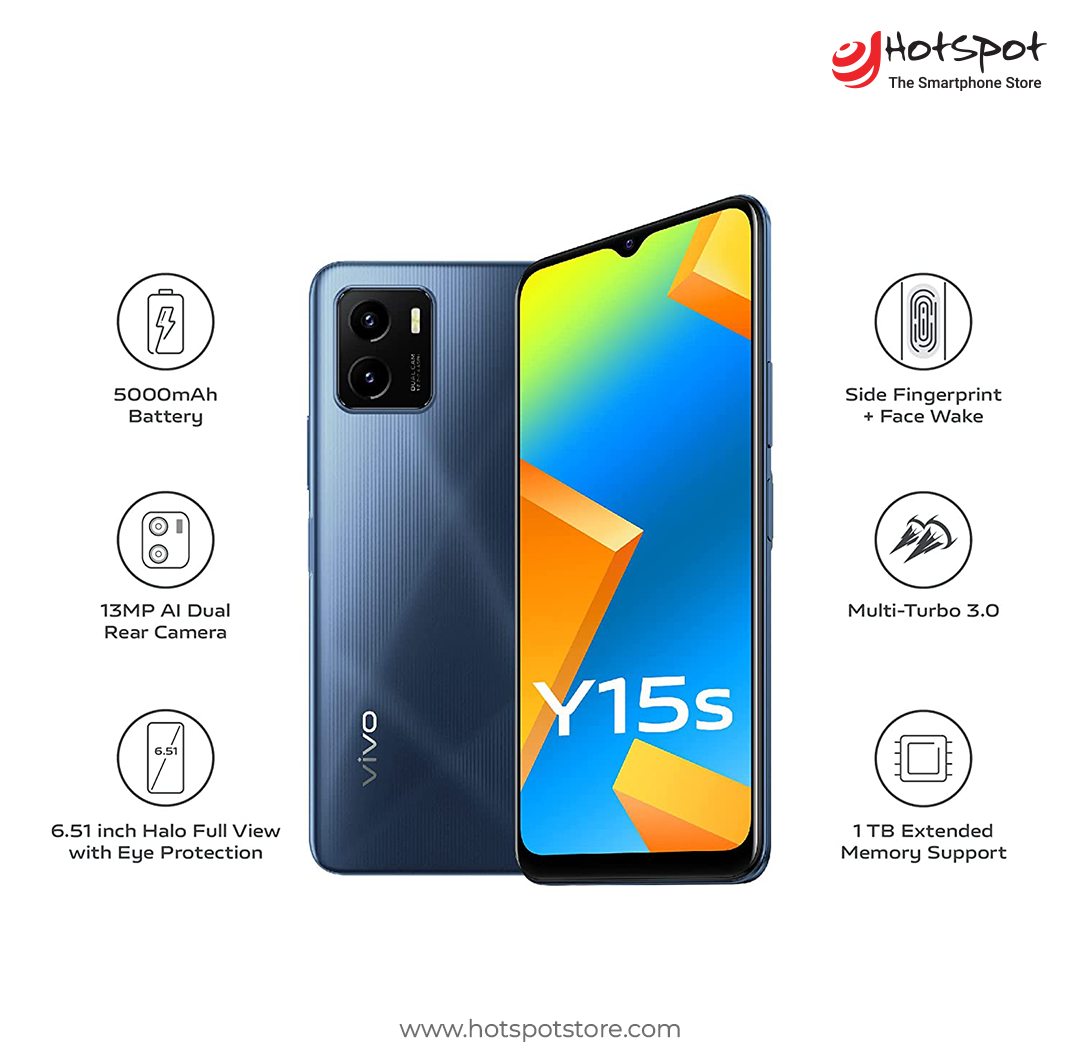 HOTSPOT
The Smartphone Store
5000mAh
Battery
13MP AI Dual
Rear Camera
6.51
6.51 inch Halo Full View
with Eye Protection
DUAL CAM
vivo
Y15s
Side Fingerprint
+ Face Wake
Multi-Turbo 3.0
1 TB Extended
Memory Support
www.hotspotstore.com